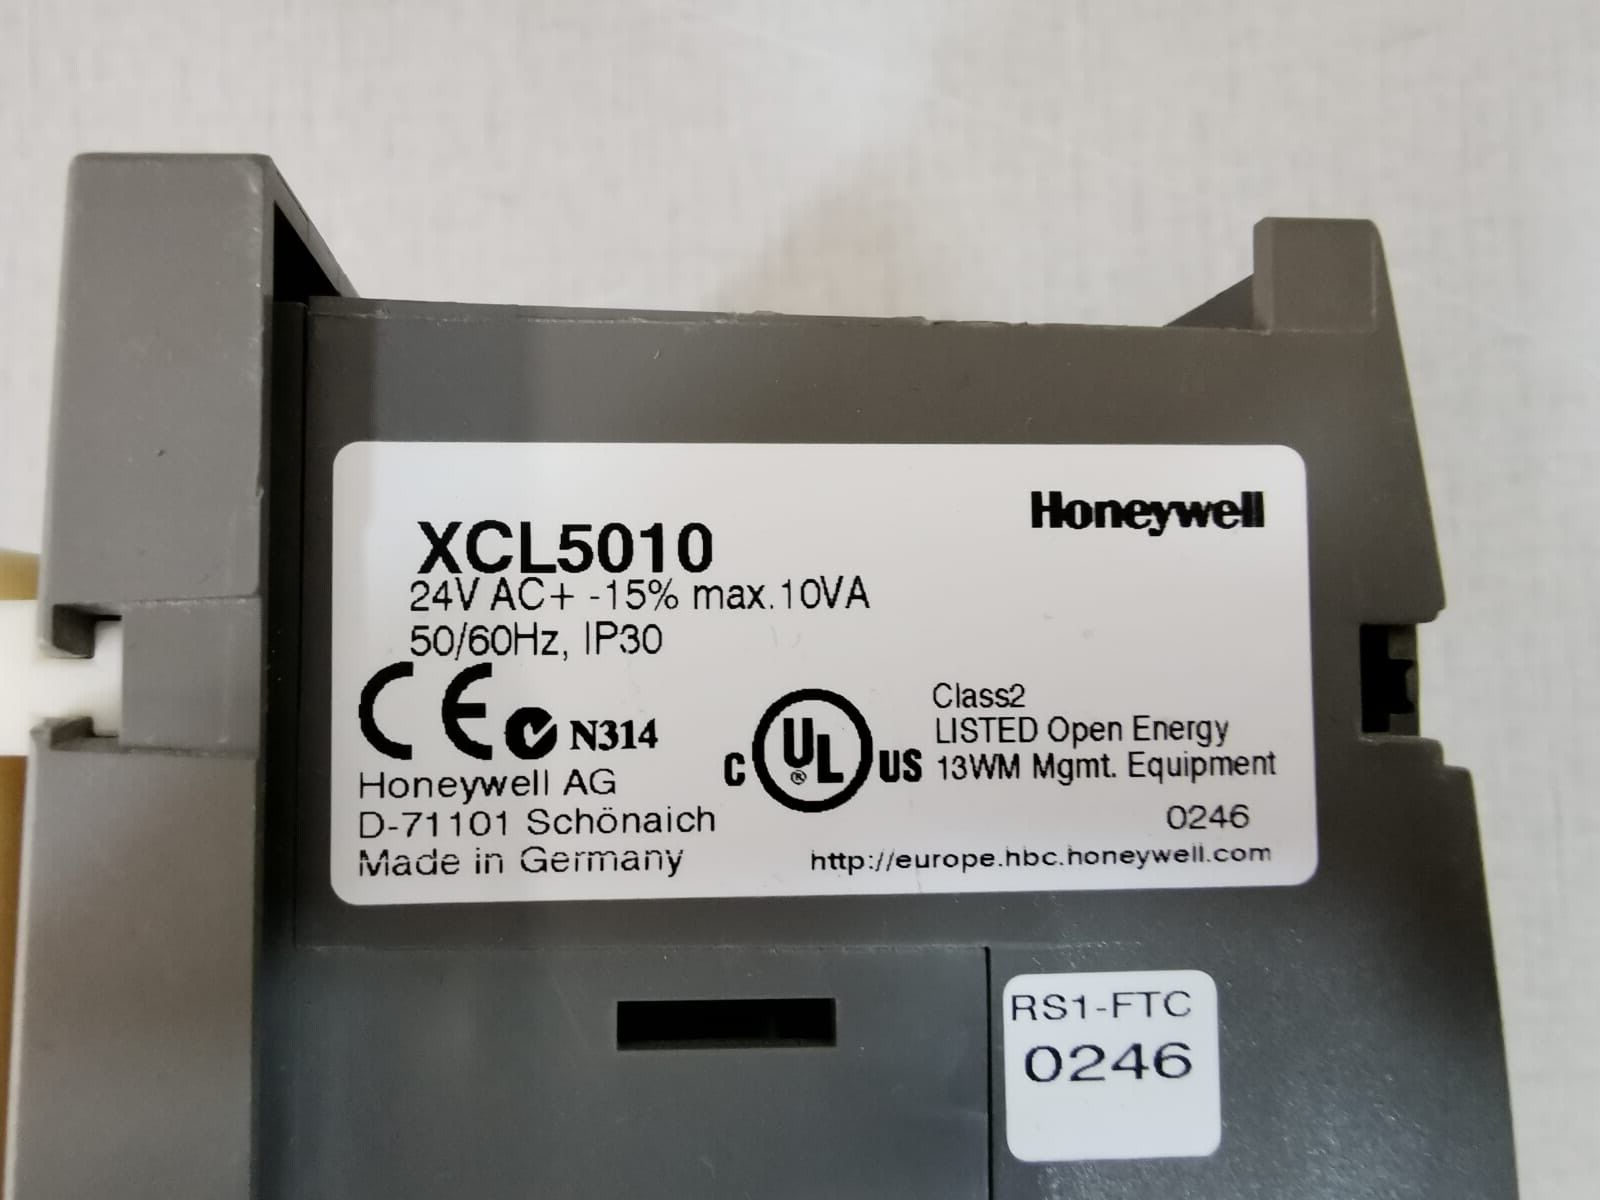 Honeywell
XCL5010
24V AC+ -15% max.10VA
50/60Hz, IP30
CE N314
Honeywell AG
D-71101 Schönaich
Made in Germany
C UL® US
Class2
LISTED Open Energy
13WM Mgmt. Equipment
0246
http://europe.hbc.honeywell.com
RS1-FTC
0246